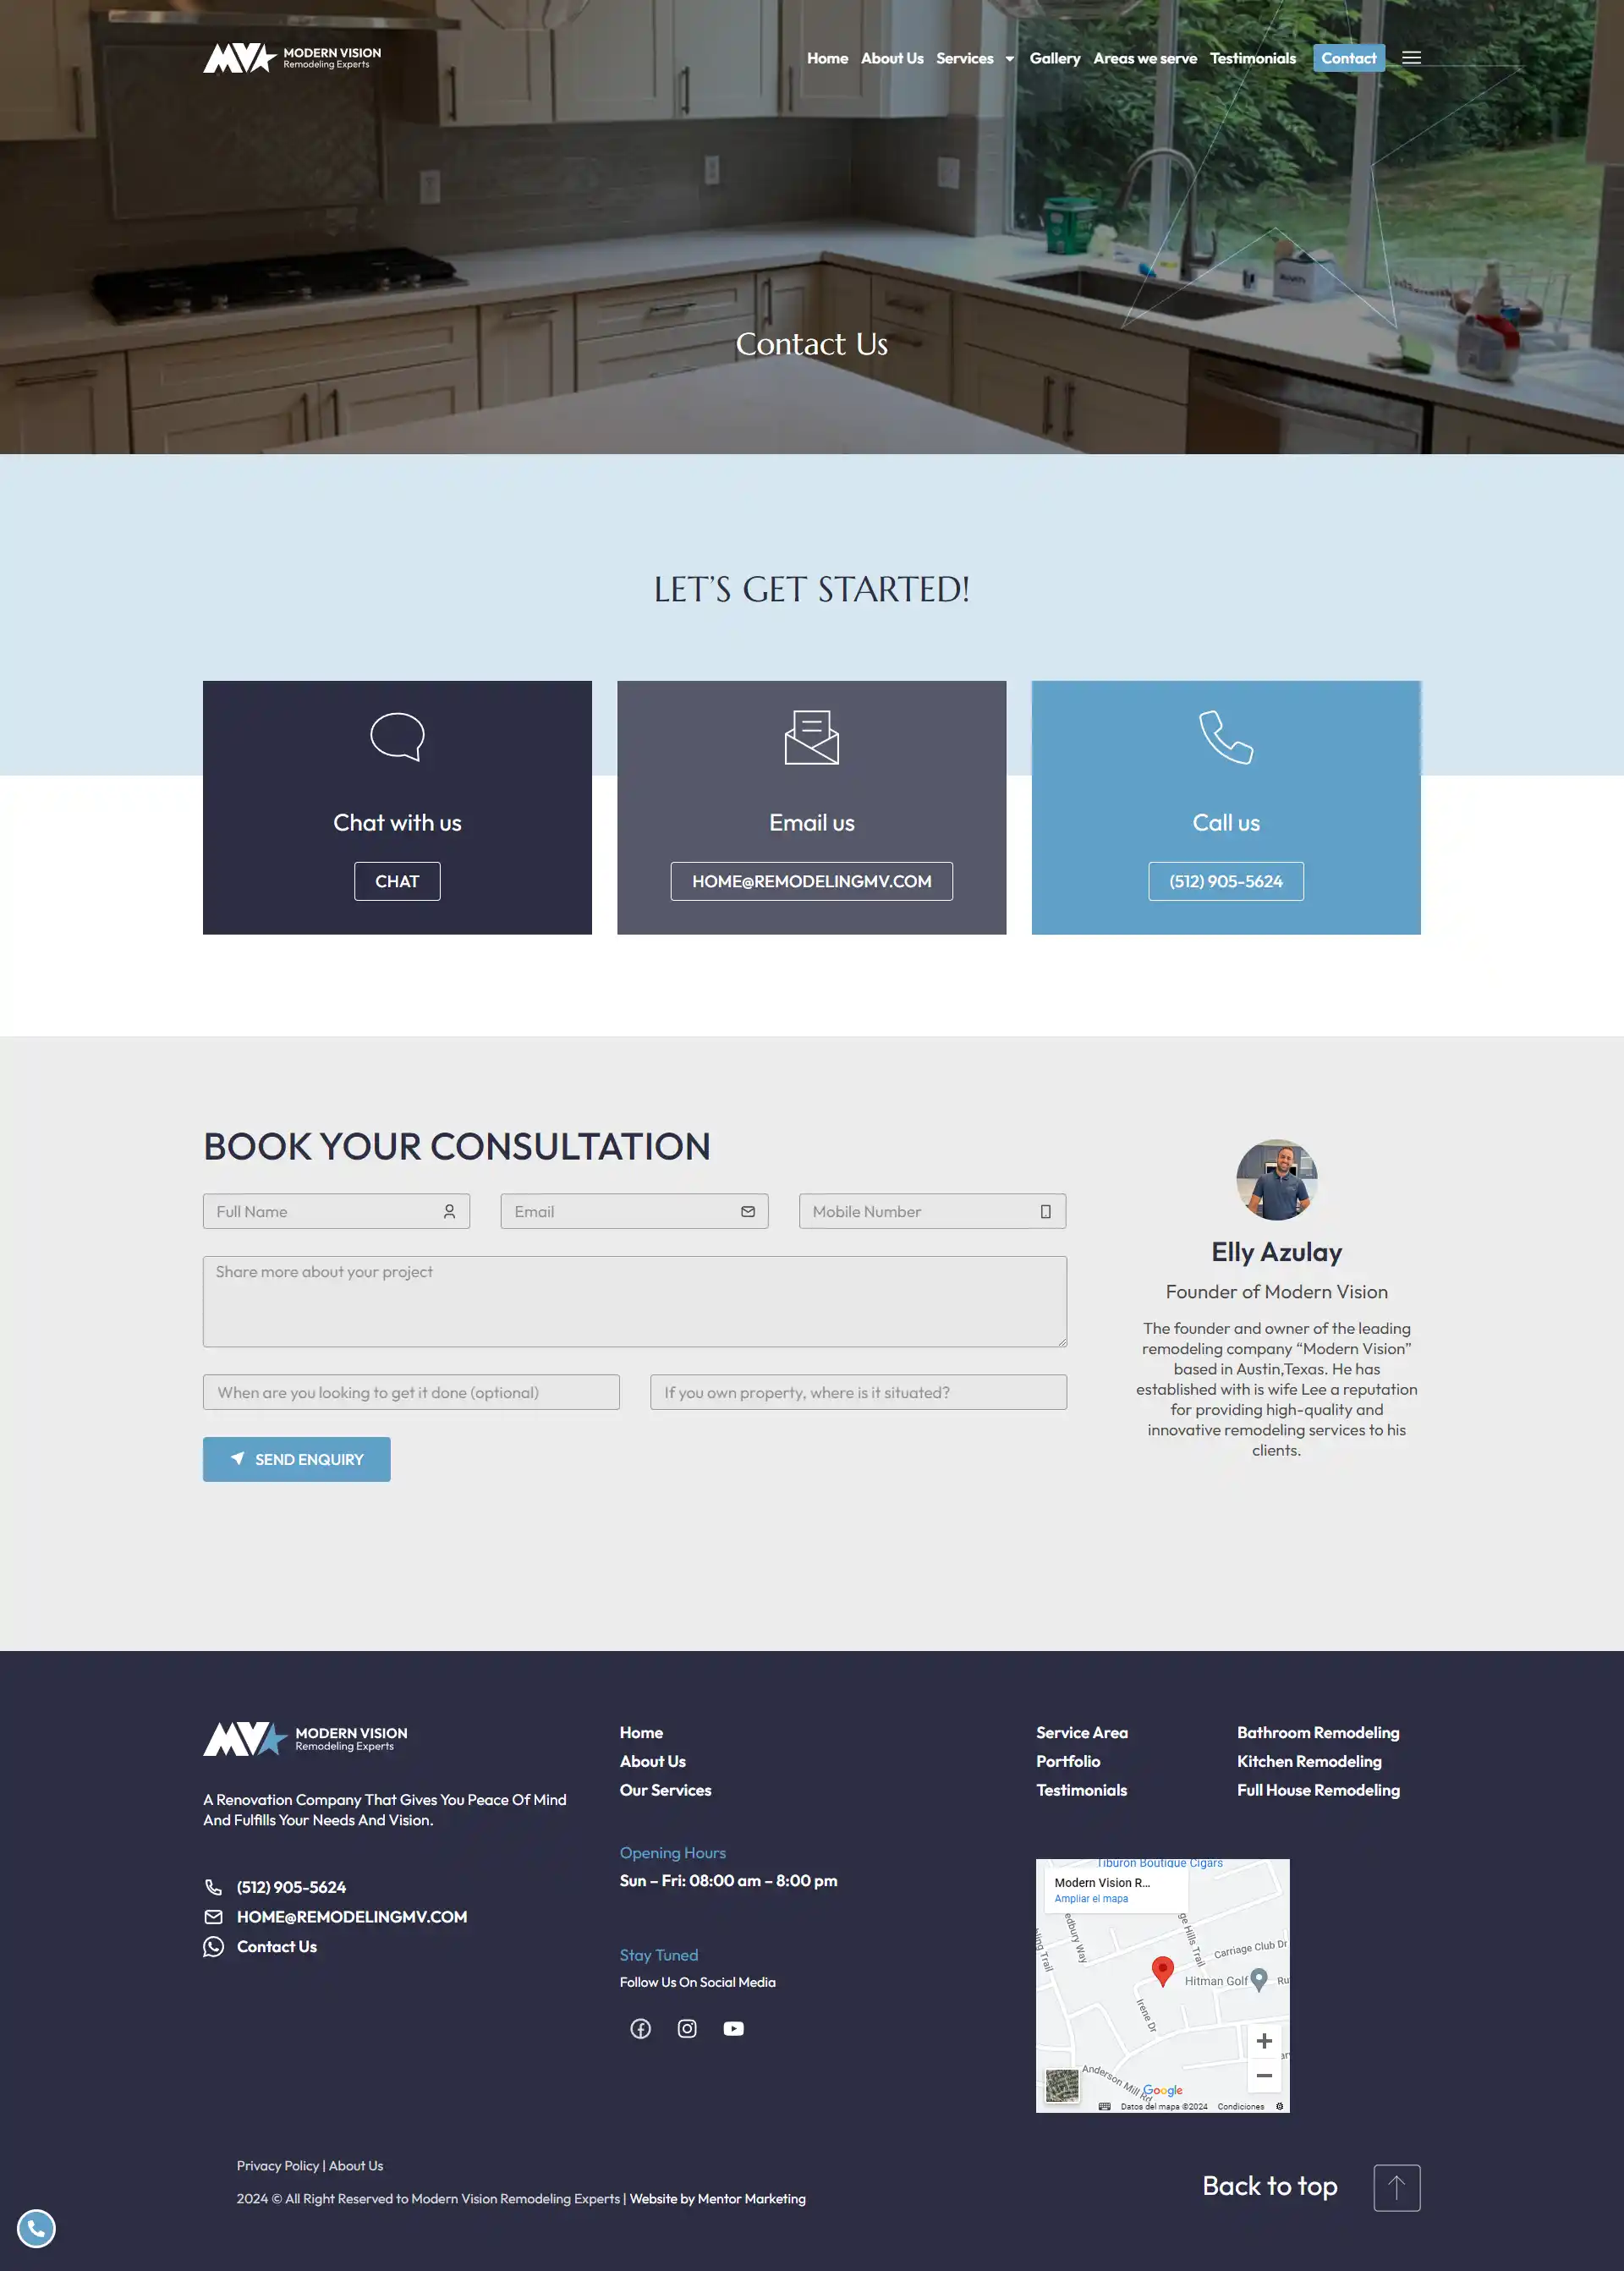 MODERN VISION
Remodeling Experts
Home About Us Services Gallery Areas we serve Testimonials Contact
Contact Us
LET’S GET STARTED!
Chat with us
CHAT
Email us
HOME@REMODELINGMV.COM
Call us
(512) 905-5624
BOOK YOUR CONSULTATION
Full Name
Email
Mobile Number
Share more about your project
When are you looking to get it done (optional)
If you own property, where is it situated?
SEND ENQUIRY
Elly Azulay
Founder of Modern Vision
The founder and owner of the leading
remodeling company “Modern Vision”
based in Austin,Texas. He has
established with is wife Lee a reputation
for providing high-quality and
innovative remodeling services to his
clients.
MODERN VISION
Remodeling Experts
A Renovation Company That Gives You Peace Of Mind
And Fulfills Your Needs And Vision.
(512) 905-5624
HOME@REMODELINGMV.COM
Contact Us
Home
About Us
Our Services
Opening Hours
Sun – Fri: 08:00 am – 8:00 pm
Stay Tuned
Follow Us On Social Media
Service Area
Portfolio
Testimonials
Bathroom Remodeling
Kitchen Remodeling
Full House Remodeling
Tiburon Boutique Cigars
Modern Vision R...
Ampliar el mapa
Carriage Club Dr
Hitman Golf
Irene Dr
Anderson Mill Rd
Google
Datos del mapa ©2024 Condiciones
Privacy Policy | About Us
2024 © All Right Reserved to Modern Vision Remodeling Experts | Website by Mentor Marketing
Back to top